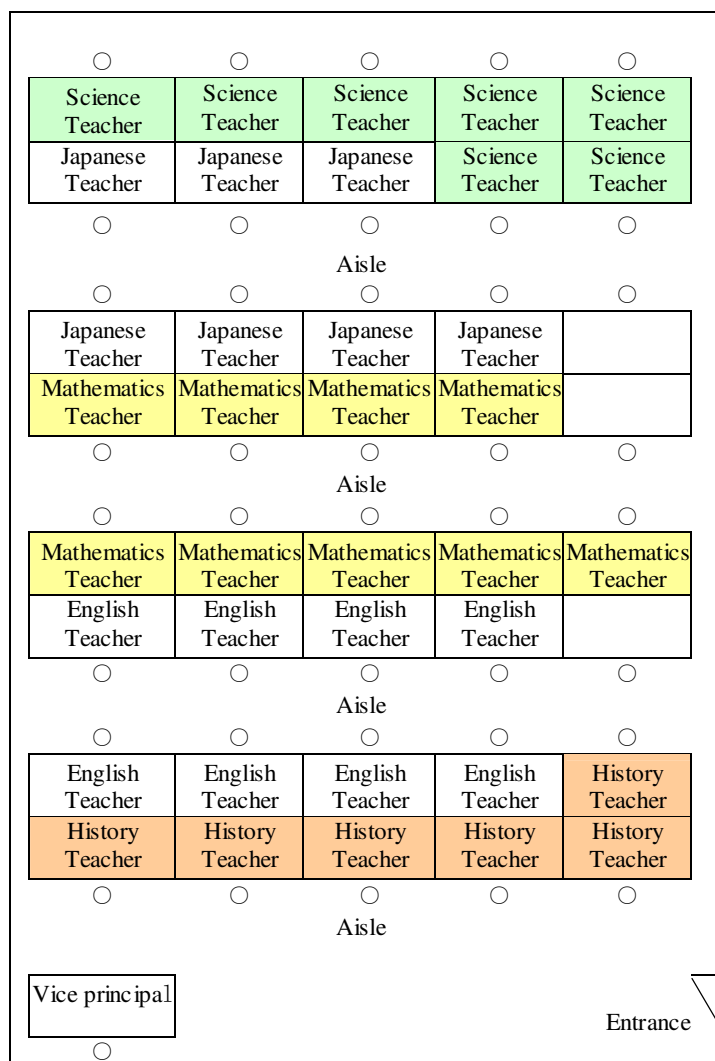 Science Science Science Science Science
Teacher Teacher Teacher Teacher Teacher
Japanese Japanese Japanese Science Science
Teacher Teacher Teacher Teacher Teacher
Aisle
Japanese Japanese Japanese Japanese
Teacher Teacher Teacher Teacher
Mathematics Mathematics Mathematics Mathematics
Teacher Teacher Teacher Teacher
Aisle
Mathematics Mathematics Mathematics Mathematics Mathematics
Teacher Teacher Teacher Teacher Teacher
English English English English
Teacher Teacher Teacher Teacher
Aisle
English English English English History
Teacher Teacher Teacher Teacher Teacher
History History History History History
Teacher Teacher Teacher Teacher Teacher
Aisle
Vice principal
Entrance